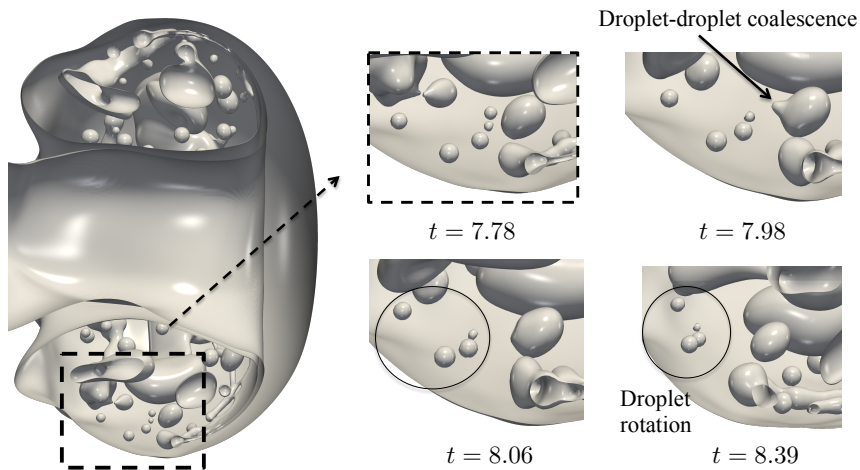 Droplet-droplet coalescence
t = 7.78
t = 7.98
Droplet
rotation
t = 8.06
t = 8.39